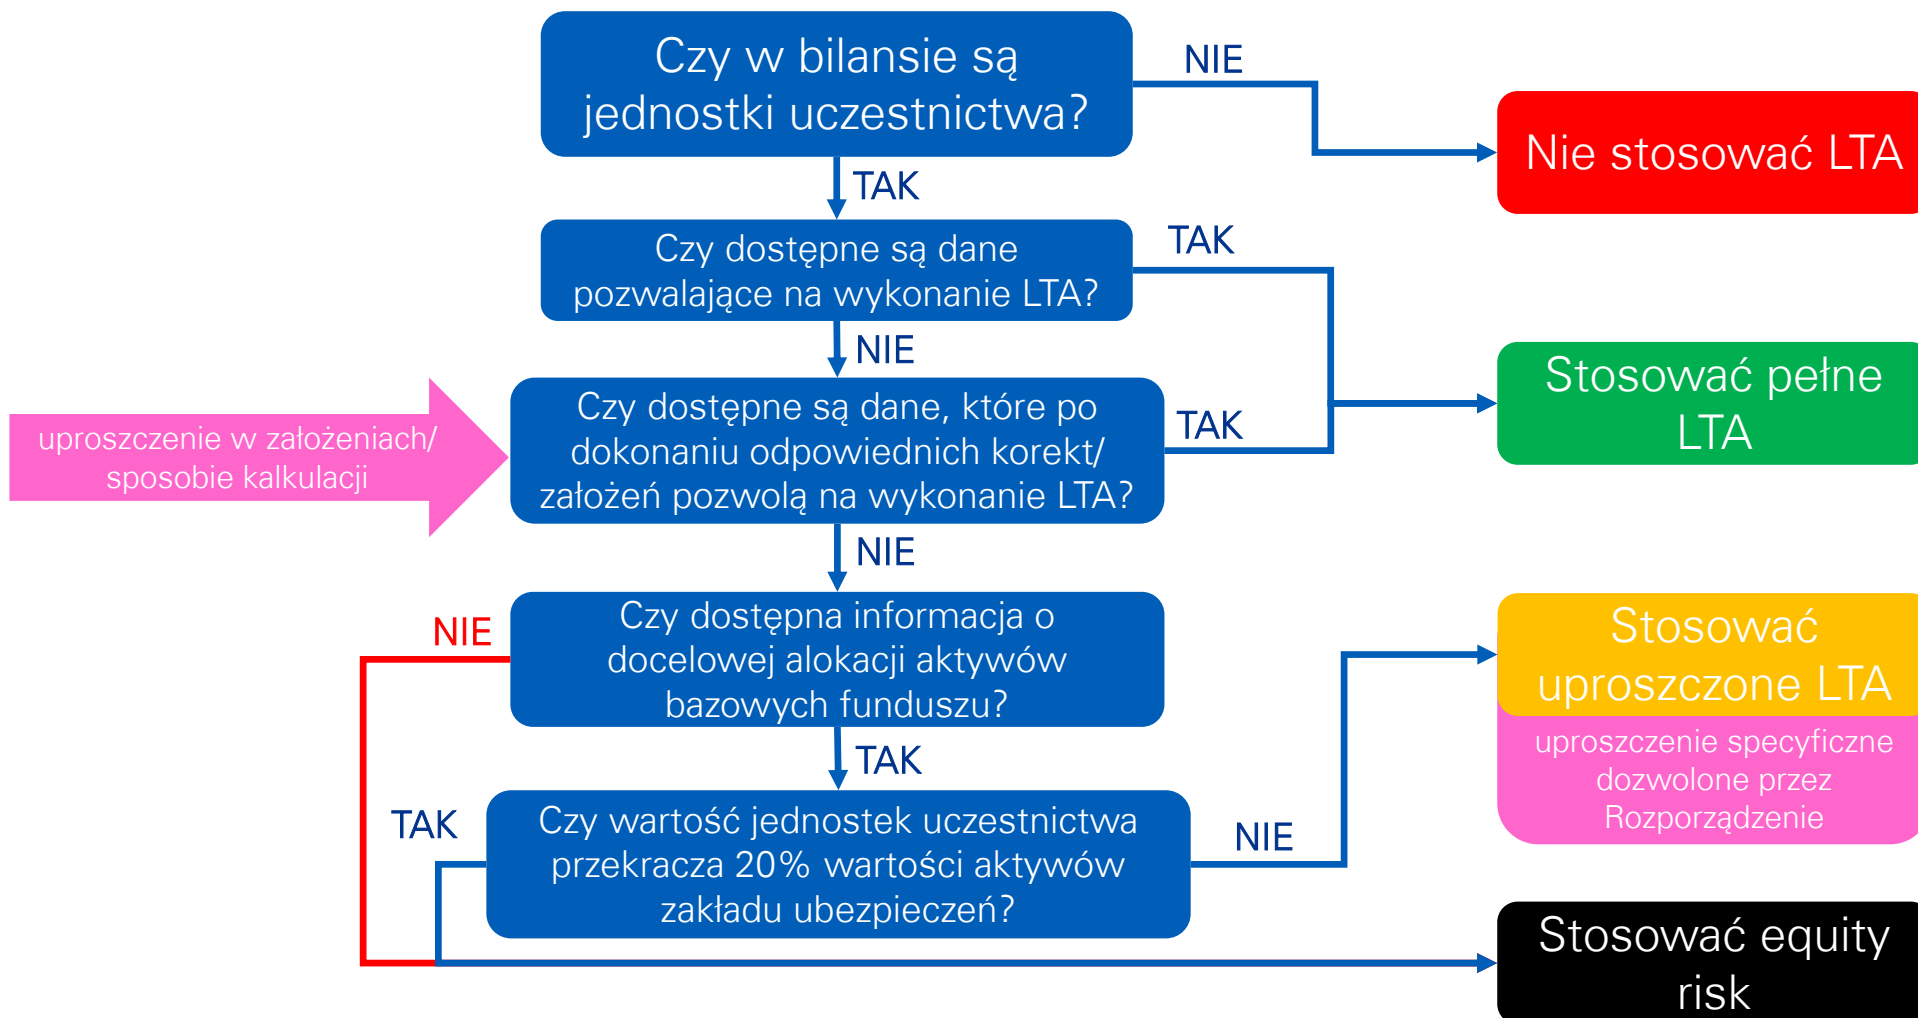 Czy w bilansie są
jednostki uczestnictwa?
NIE
Nie stosować LTA
TAK
Czy dostępne są dane
pozwalające na wykonanie LTA?
TAK
NIE
Stosować pełne
LTA
uproszczenie w założeniach/
sposobie kalkulacji
Czy dostępne są dane, które po
dokonaniu odpowiednich korekt/
założeń pozwolą na wykonanie LTA?
TAK
NIE
NIE
Czy dostępna informacja o
docelowej alokacji aktywów
bazowych funduszu?
Stosować
uproszczone LTA
uproszczenie specyficzne
dozwolone przez
Rozporządzenie
TAK
TAK
Czy wartość jednostek uczestnictwa
przekracza 20% wartości aktywów
zakładu ubezpieczeń?
NIE
Stosować equity
risk